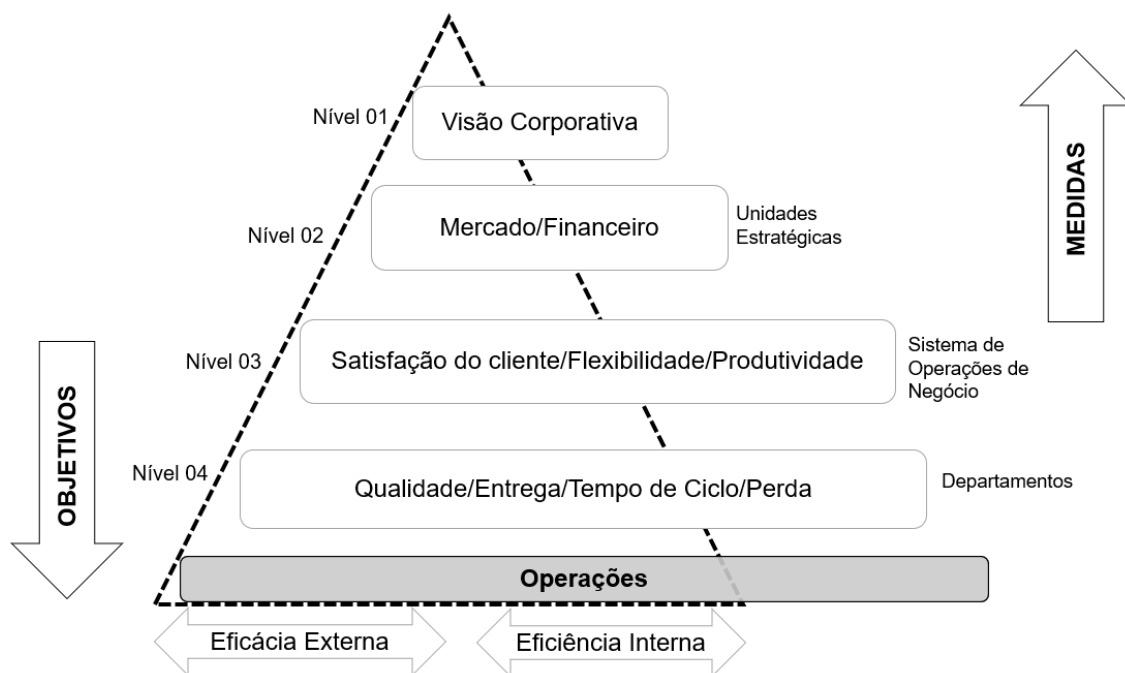 Nível 01
Visão Corporativa
Nível 02
Mercado/Financeiro
Unidades
Estratégicas
MEDIDAS
Nível 03
Satisfação do cliente/Flexibilidade/Produtividade
Sistema de
Operações de
Negócio
OBJETIVOS
Nível 04
Qualidade/Entrega/Tempo de Ciclo/Perda
Departamentos
Operações
Eficácia Externa
Eficiência Interna